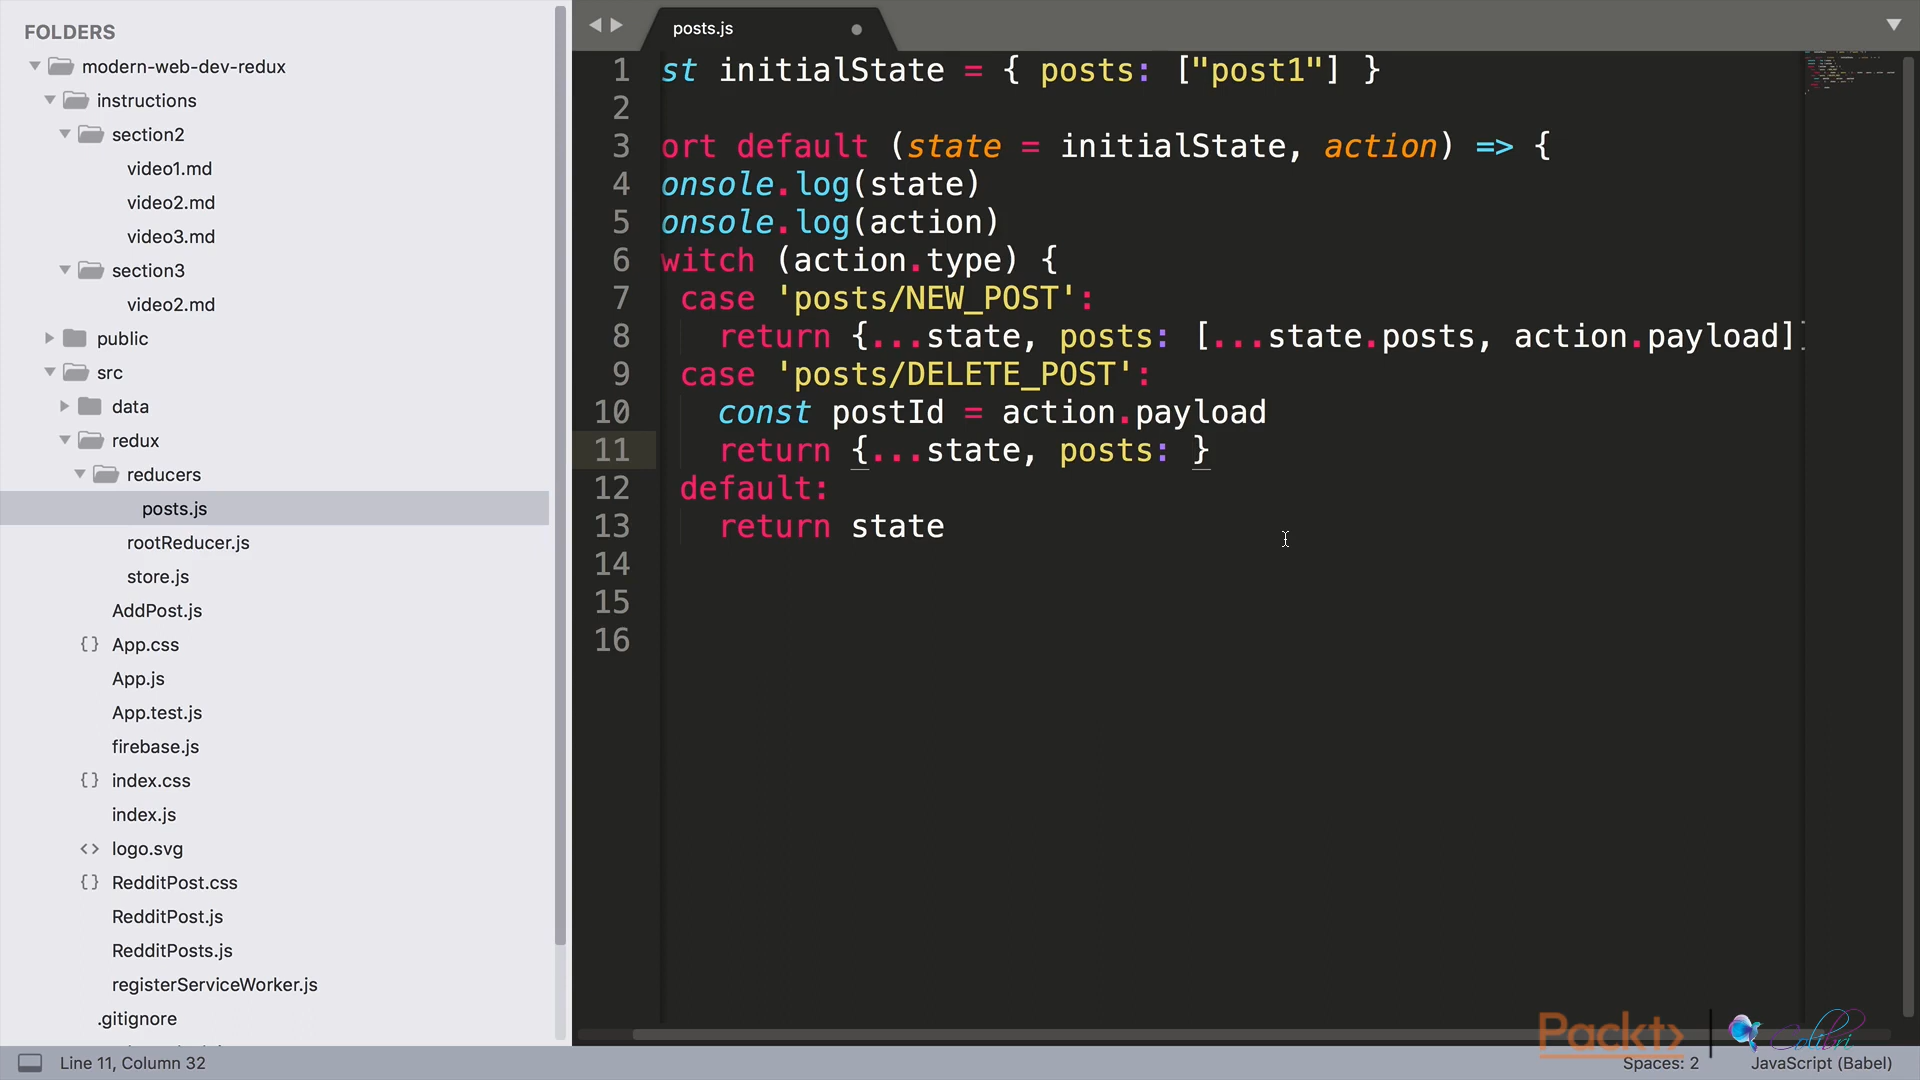 FOLDERS
modern-web-dev-redux
instructions
section2
video1.md
video2.md
video3.md
section3
video2.md
public
src
data
redux
reducers
posts.js
rootReducer.js
store.js
AddPost.js
{} App.css
App.js
App.test.js
firebase.js
{} index.css
index.js
<> logo.svg
{} RedditPost.css
RedditPost.js
RedditPosts.js
registerServiceWorker.js
.gitignore
posts.js
1 st initialState = { posts: ["post1"] }
2
3 ort default (state = initialState, action) => {
4 onsole.log(state)
5 onsole.log(action)
6 witch (action.type) {
7 case 'posts/NEW_POST':
8 return {...state, posts: [...state.posts, action.payload]
9 case 'posts/DELETE_POST':
10 const postId = action.payload
11 return {...state, posts: }
12 default:
13 return state
14
15
16
Packt>
Colibri
Line 11, Column 32
Spaces: 2
JavaScript (Babel)